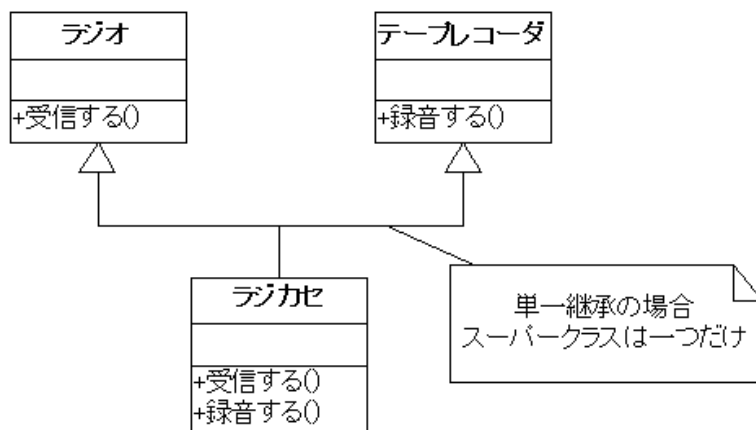 ラジオ
テープレコーダ
+受信する()
+録音する()
ラジカセ
+受信する()
+録音する()
単一継承の場合
スーパークラスは一つだけ